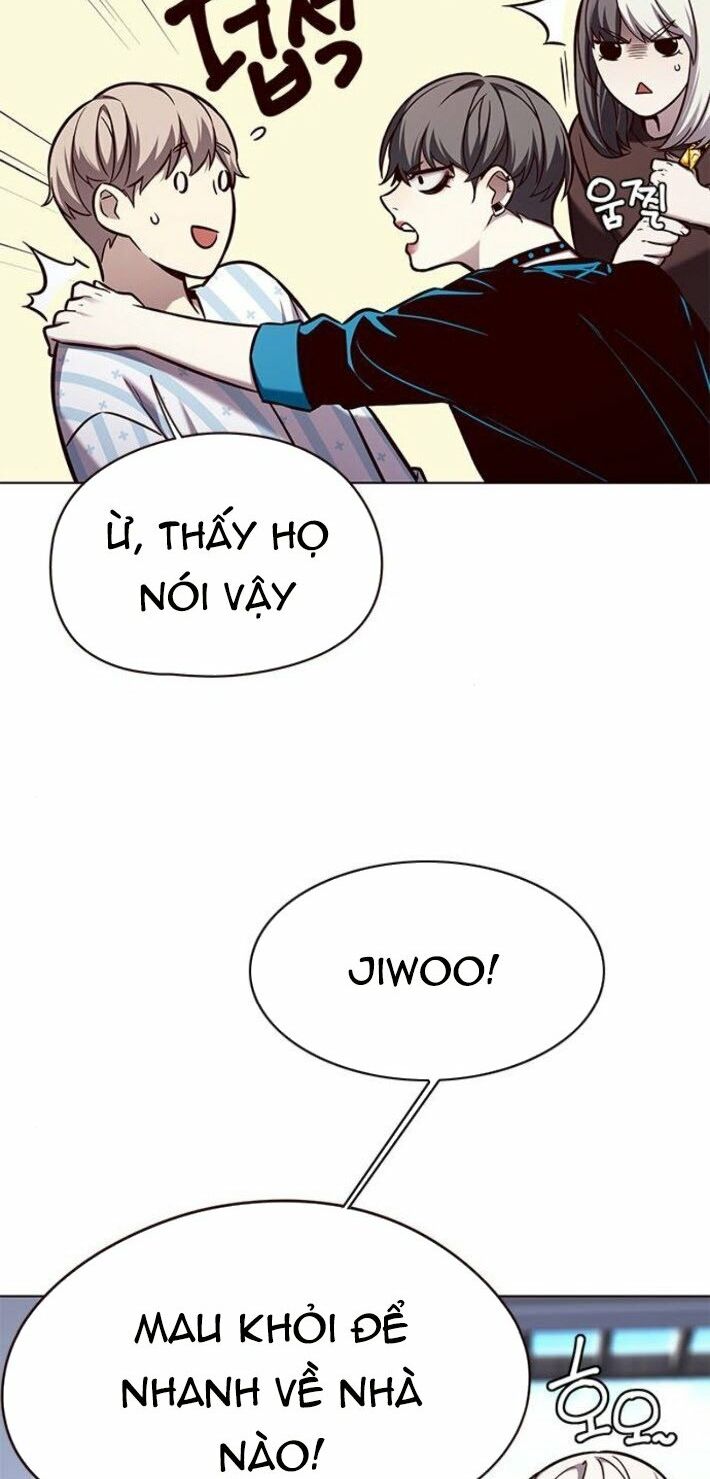 덥석
움찔
Ừ, THẤY HỌ
NÓI VẬY
JIWOO!
MAU KHỎI ĐỂ
NHANH VỀ NHÀ
NÀO!
호오~